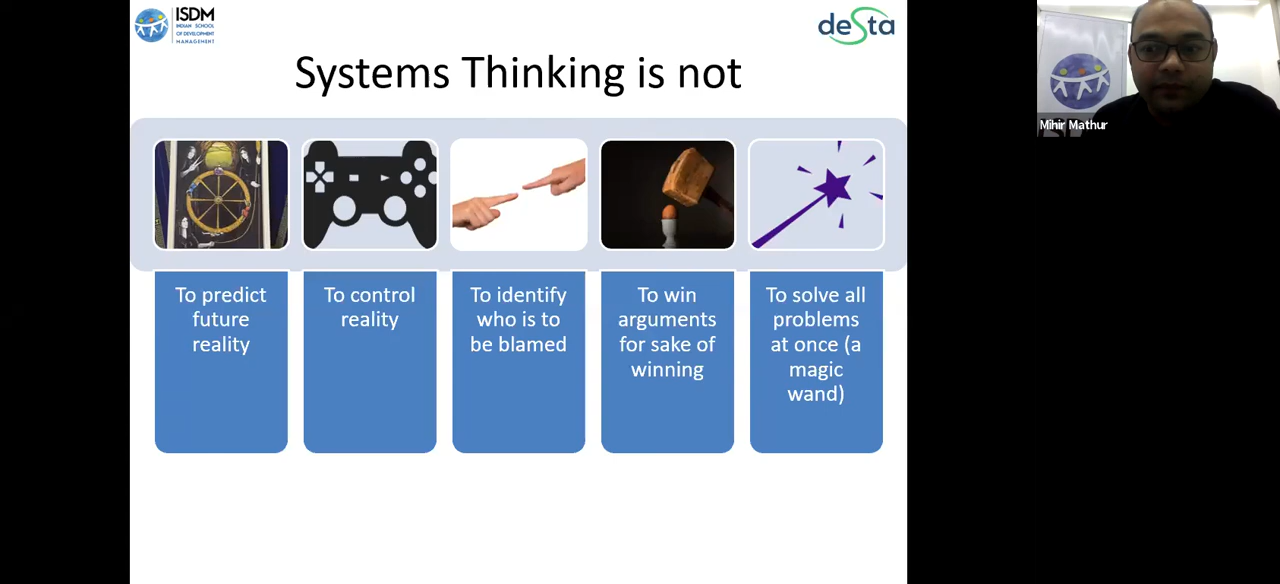 ISDM
INDIAN SCHOOL
OF DEVELOPMENT
MANAGEMENT
desta
Systems Thinking is not
To predict
future
reality
To control
reality
To identify
who is to
be blamed
To win
arguments
for sake of
winning
To solve all
problems
at once (a
magic
wand)
Mihir Mathur